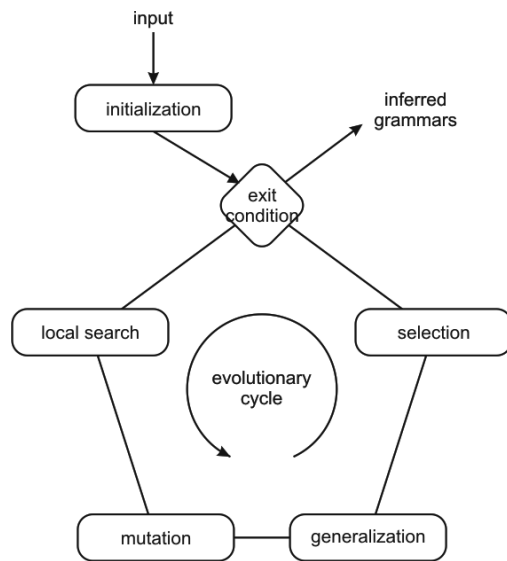 input
initialization
inferred
grammars
exit
condition
local search
selection
evolutionary
cycle
mutation
generalization